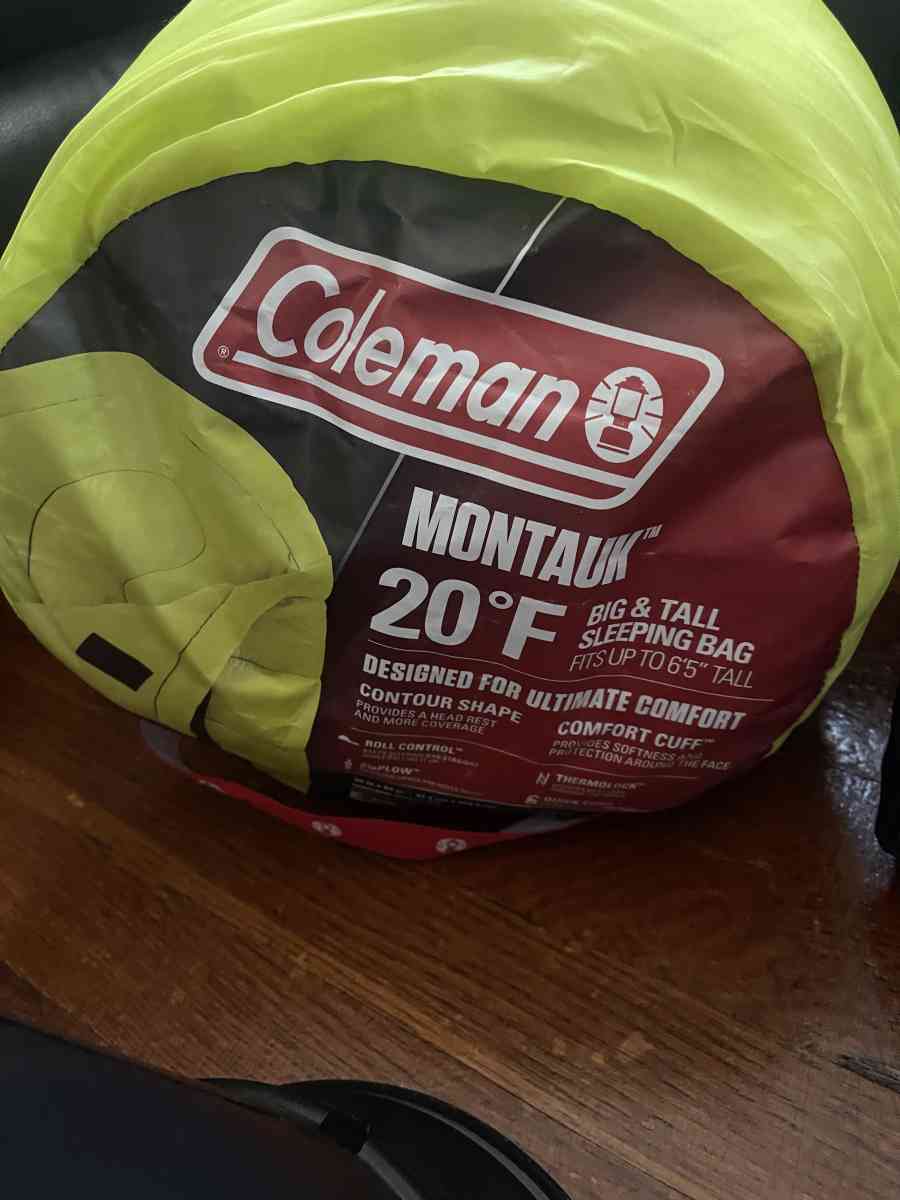 Coleman
®
MONTAUK™
20°F
BIG & TALL
SLEEPING BAG
FITS UP TO 6'5" TALL
DESIGNED FOR ULTIMATE COMFORT
CONTOUR SHAPE
PROVIDES A HEAD REST
AND MORE COVERAGE
COMFORT CUFF™
PROVIDES SOFTNESS AND
PROTECTION AROUND THE FACE
ROLL CONTROL™
ZIPPLOW™
THERMOLOCK™